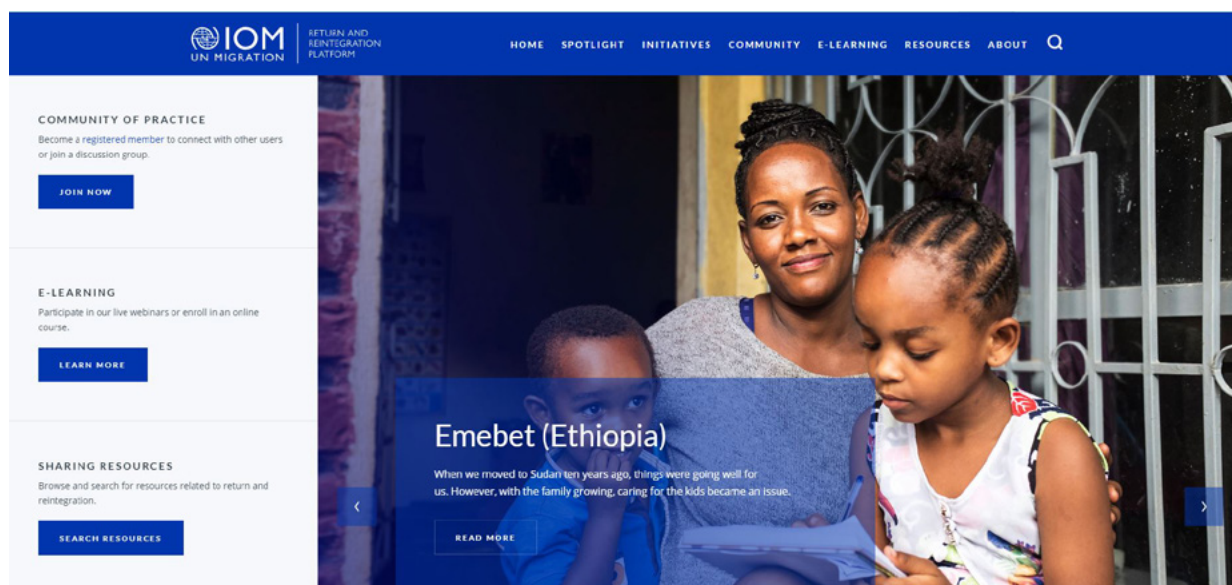 IOM
UN MIGRATION
RETURN AND
REINTEGRATION
PLATFORM
HOME SPOTLIGHT INITIATIVES COMMUNITY E-LEARNING RESOURCES ABOUT
COMMUNITY OF PRACTICE
Become a registered member to connect with other users
or join a discussion group.
JOIN NOW
E-LEARNING
Participate in our live webinars or enroll in an online
course.
LEARN MORE
SHARING RESOURCES
Browse and search for resources related to return and
reintegration.
SEARCH RESOURCES
Emebet (Ethiopia)
When we moved to Sudan ten years ago, things were going well for
us. However, with the family growing, caring for the kids became an issue.
READ MORE